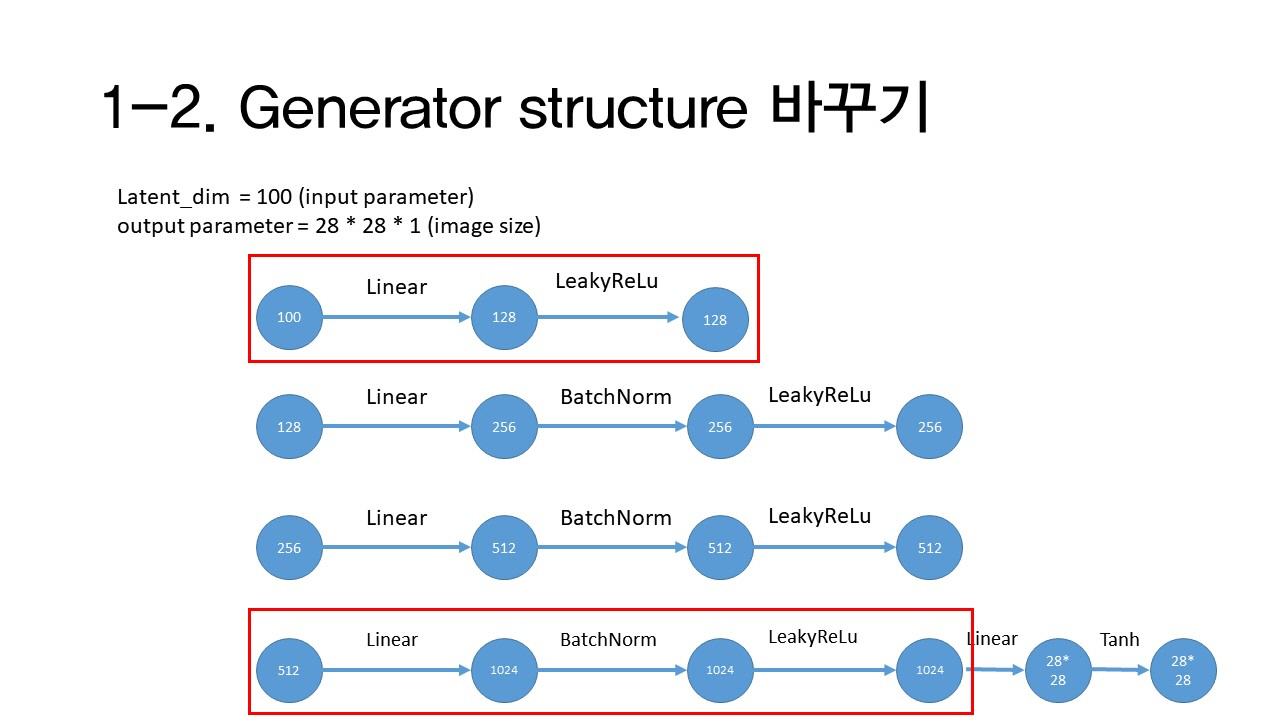 1-2. Generator structure 바꾸기
Latent_dim = 100 (input parameter)
output parameter = 28 * 28 * 1 (image size)
Linear LeakyReLu
100 128 128
Linear BatchNorm LeakyReLu
128 256 256 256
Linear BatchNorm LeakyReLu
256 512 512 512
Linear BatchNorm LeakyReLu Linear Tanh
512 1024 1024 1024 28* 28 28* 28